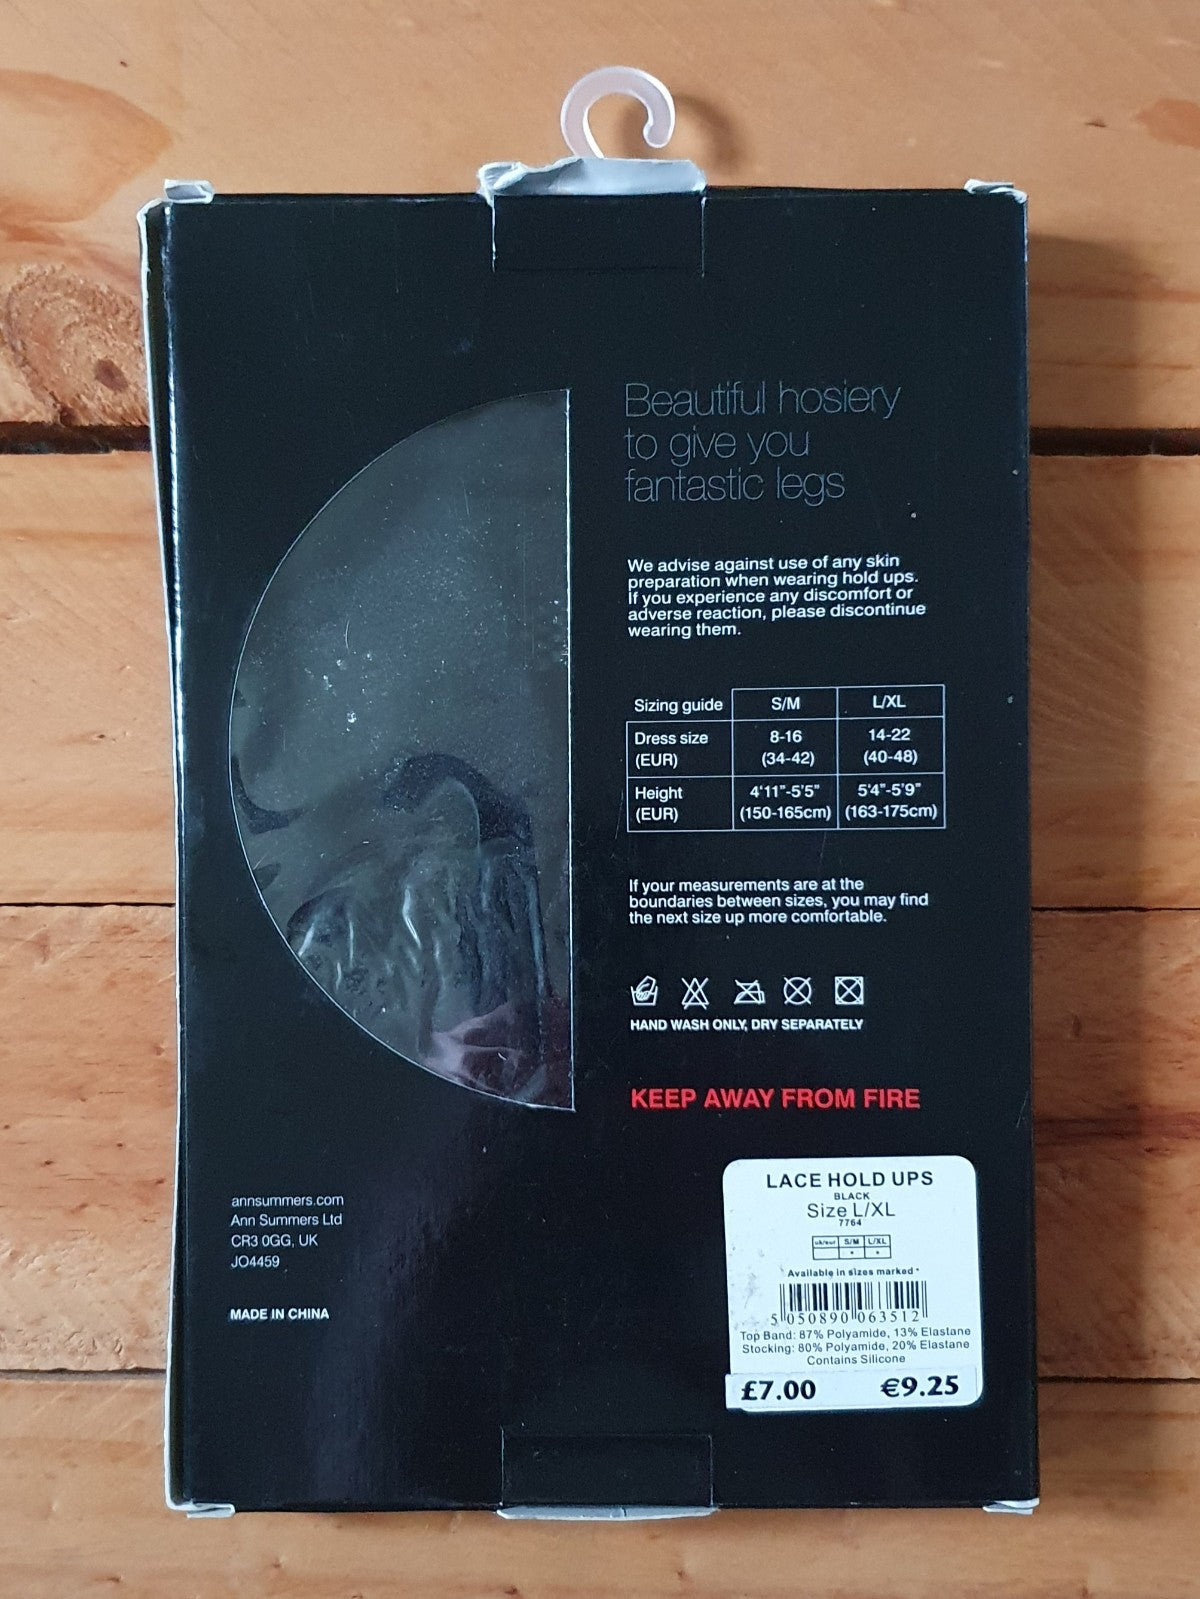 Beautiful hosiery
to give you
fantastic legs
We advise against use of any skin
preparation when wearing hold ups.
If you experience any discomfort or
adverse reaction, please discontinue
wearing them.
Sizing guide S/M L/XL
Dress size 8-16 14-22
(EUR) (34-42) (40-48)
Height 4'11"-5'5" 5'4"-5'9"
(EUR) (150-165cm) (163-175cm)
If your measurements are at the
boundaries between sizes, you may find
the next size up more comfortable.
HAND WASH ONLY, DRY SEPARATELY
KEEP AWAY FROM FIRE
annsummers.com
Ann Summers Ltd
CR3 0GG, UK
JO4459
MADE IN CHINA
LACE HOLD UPS
BLACK
Size L/XL
7764
S/M L/XL
* *
Available in sizes marked *
5 050890 063512
Top Band: 87% Polyamide, 13% Elastane
Stocking: 80% Polyamide, 20% Elastane
Contains Silicone
£7.00 €9.25